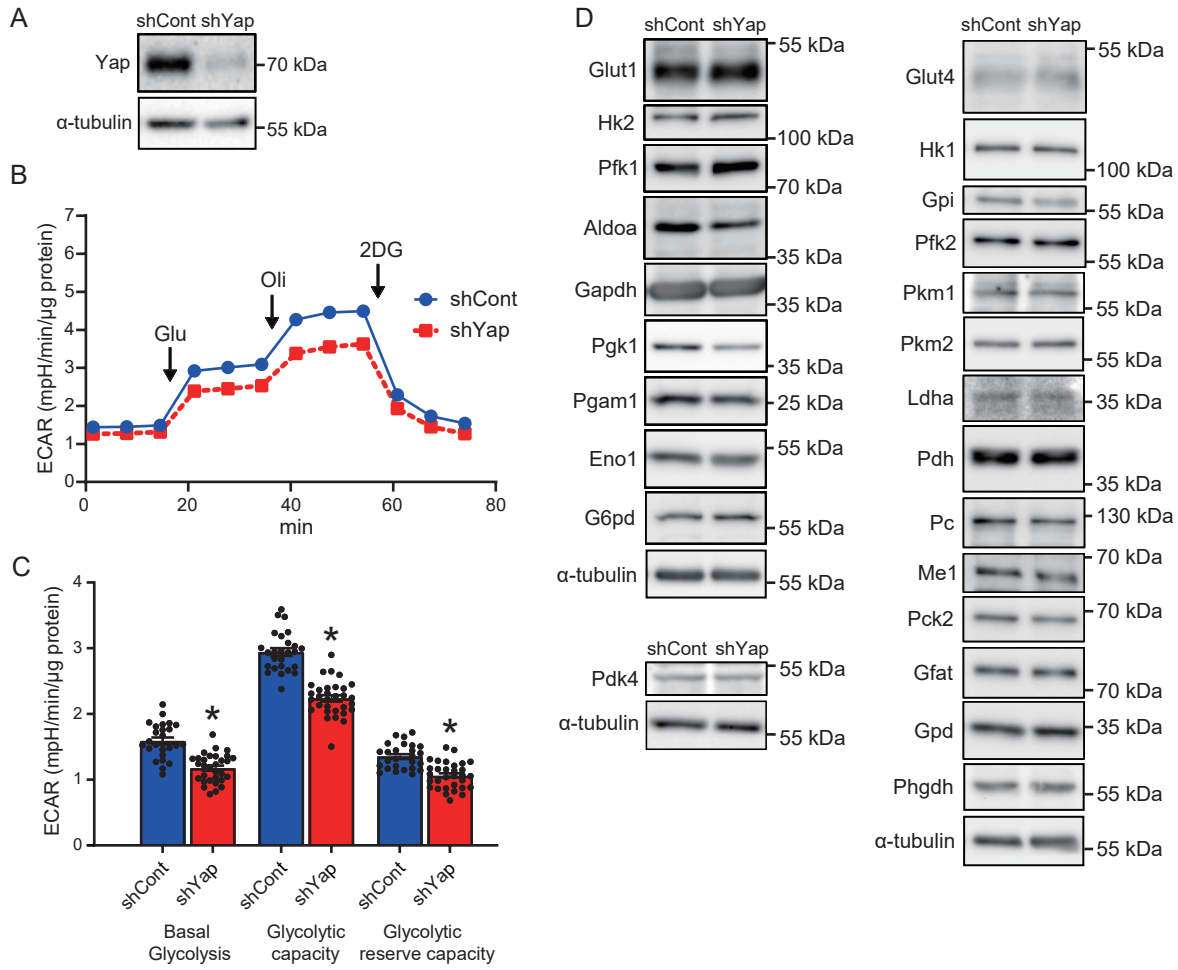 A
shCont shYap
Yap
70 kDa
α-tubulin
55 kDa
B
ECAR (mpH/min/µg protein)
7
6
5
4
3
2
1
0
Glu
Oli
2DG
shCont
shYap
0 20 40 60 80
min
C
ECAR (mpH/min/µg protein)
4
3
2
1
0
* * *
shCont shYap shCont shYap shCont shYap
Basal Glycolysis
Glycolytic capacity
Glycolytic reserve capacity
D
shCont shYap
Glut1 55 kDa
Hk2 100 kDa
Pfk1 70 kDa
Aldoa 35 kDa
Gapdh 35 kDa
Pgk1 35 kDa
Pgam1 25 kDa
Eno1 55 kDa
G6pd 55 kDa
α-tubulin 55 kDa
shCont shYap
Pdk4 55 kDa
α-tubulin 55 kDa
shCont shYap
Glut4 55 kDa
Hk1 100 kDa
Gpi 55 kDa
Pfk2 55 kDa
Pkm1 55 kDa
Pkm2 55 kDa
Ldha 35 kDa
Pdh 35 kDa
Pc 130 kDa
Me1 70 kDa
Pck2 70 kDa
Gfat 70 kDa
Gpd 35 kDa
Phgdh 55 kDa
α-tubulin 55 kDa